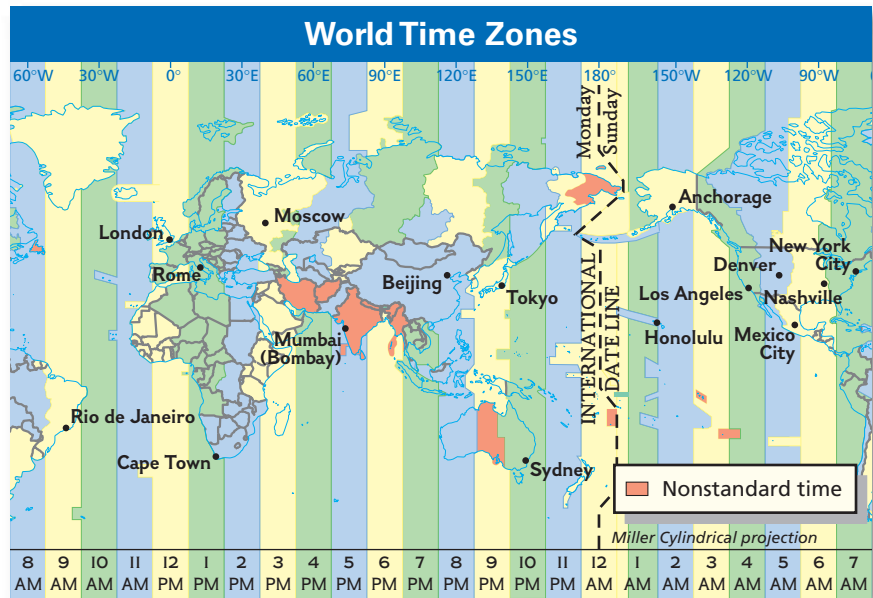 World Time Zones
60°W 30°W 0° 30°E 60°E 90°E 120°E 150°E 180° 150°W 120°W 90°W
Monday
Sunday
Anchorage
Moscow
London
New York
City
Rome
Beijing
Denver
Tokyo
Los Angeles
Nashville
INTERNATIONAL
DATE LINE
Mumbai
(Bombay)
Honolulu
Mexico
City
Rio de Janeiro
Cape Town
Sydney
Nonstandard time
Miller Cylindrical projection
8 9 10 11 12 1 2 3 4 5 6 7 8 9 10 11 12 1 2 3 4 5 6 7
AM AM AM AM PM PM PM PM PM PM PM PM PM PM PM PM AM AM AM AM AM AM AM AM